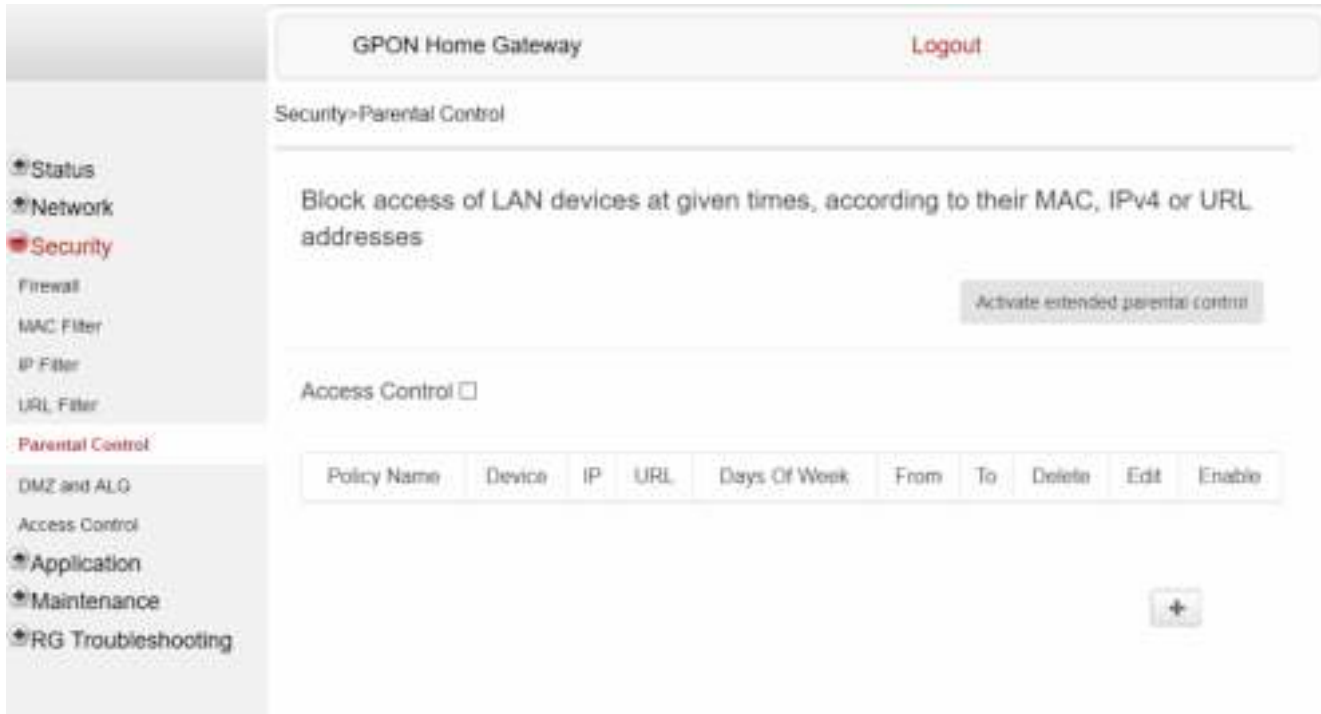 GPON Home Gateway Logout
Security>Parental Control
Status
Network
Security
Firewall
MAC Filter
IP Filter
URL Filter
Parental Control
DMZ and ALG
Access Control
Application
Maintenance
RG Troubleshooting
Block access of LAN devices at given times, according to their MAC, IPv4 or URL
addresses
Activate extended parental control
Access Control
Policy Name Device IP URL Days Of Week From To Delete Edit Enable
+